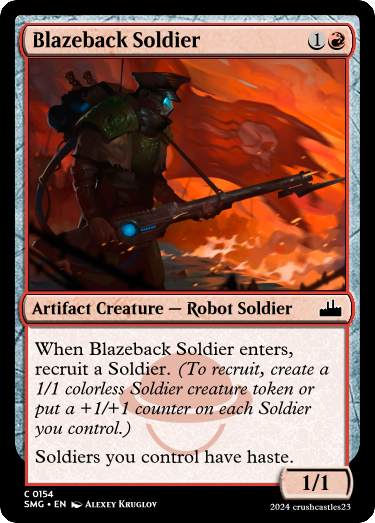 Blazeback Soldier 1
Artifact Creature — Robot Soldier
When Blazeback Soldier enters,
recruit a Soldier. (To recruit, create a
1/1 colorless Soldier creature token or
put a +1/+1 counter on each Soldier
you control.)
Soldiers you control have haste.
1/1
C 0154
SMG • EN Alexey Kruglov
2024 crushcastles23